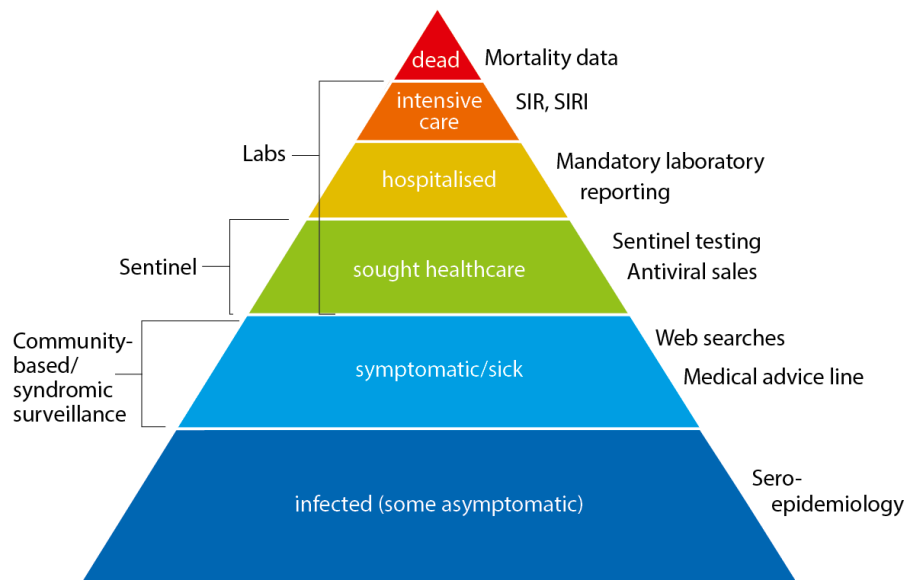 dead
Mortality data
intensive
care
SIR, SIRI
Labs
hospitalised
Mandatory laboratory
reporting
Sentinel
sought healthcare
Sentinel testing
Antiviral sales
Community-
based/
syndromic
surveillance
symptomatic/sick
Web searches
Medical advice line
infected (some asymptomatic)
Sero-
epidemiology